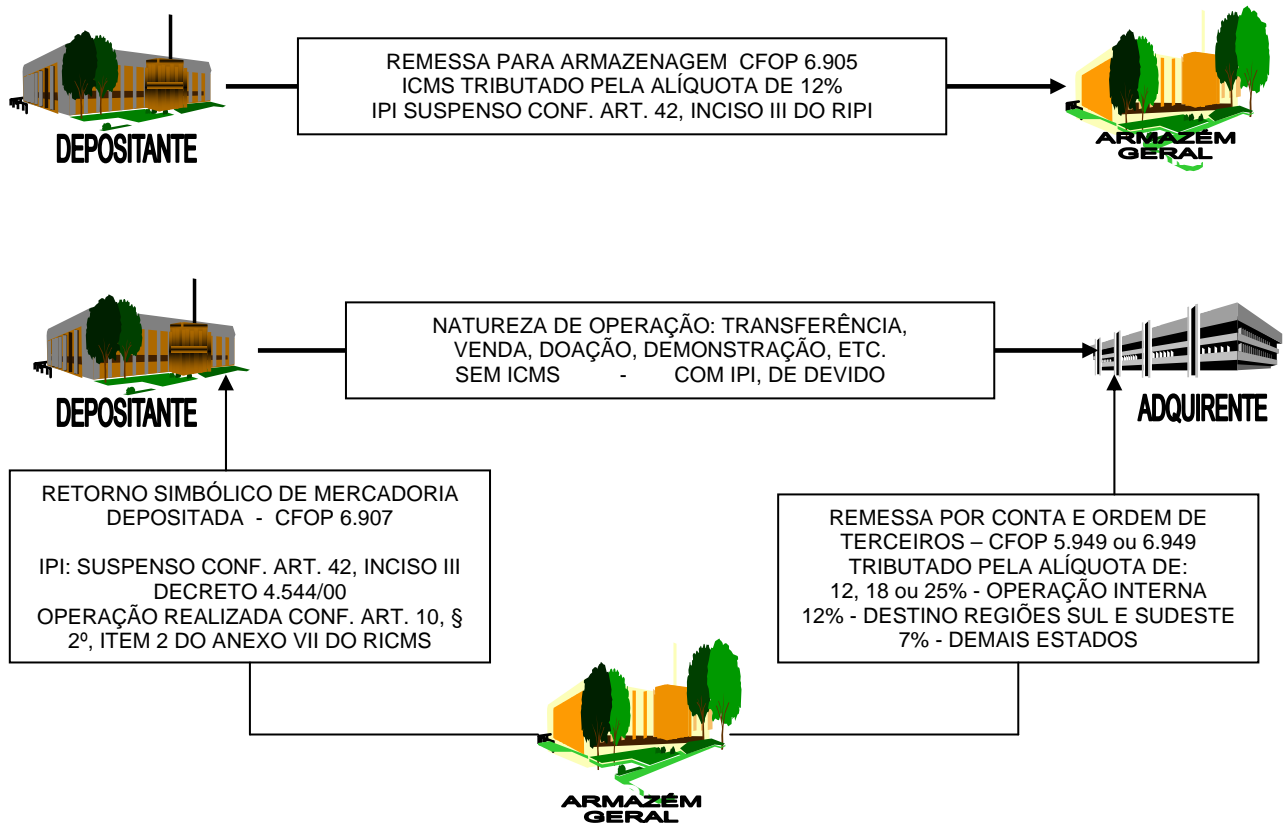 REMESSA PARA ARMAZENAGEM CFOP 6.905
ICMS TRIBUTADO PELA ALÍQUOTA DE 12%
IPI SUSPENSO CONF. ART. 42, INCISO III DO RIPI
DEPOSITANTE
ARMAZÉM
GERAL
NATUREZA DE OPERAÇÃO: TRANSFERÊNCIA,
VENDA, DOAÇÃO, DEMONSTRAÇÃO, ETC.
SEM ICMS - COM IPI, DE DEVIDO
DEPOSITANTE
ADQUIRENTE
RETORNO SIMBÓLICO DE MERCADORIA
DEPOSITADA - CFOP 6.907
IPI: SUSPENSO CONF. ART. 42, INCISO III
DECRETO 4.544/00
OPERAÇÃO REALIZADA CONF. ART. 10, §
2º, ITEM 2 DO ANEXO VII DO RICMS
REMESSA POR CONTA E ORDEM DE
TERCEIROS – CFOP 5.949 ou 6.949
TRIBUTADO PELA ALÍQUOTA DE:
12, 18 ou 25% - OPERAÇÃO INTERNA
12% - DESTINO REGIÕES SUL E SUDESTE
7% - DEMAIS ESTADOS
ARMAZÉM
GERAL